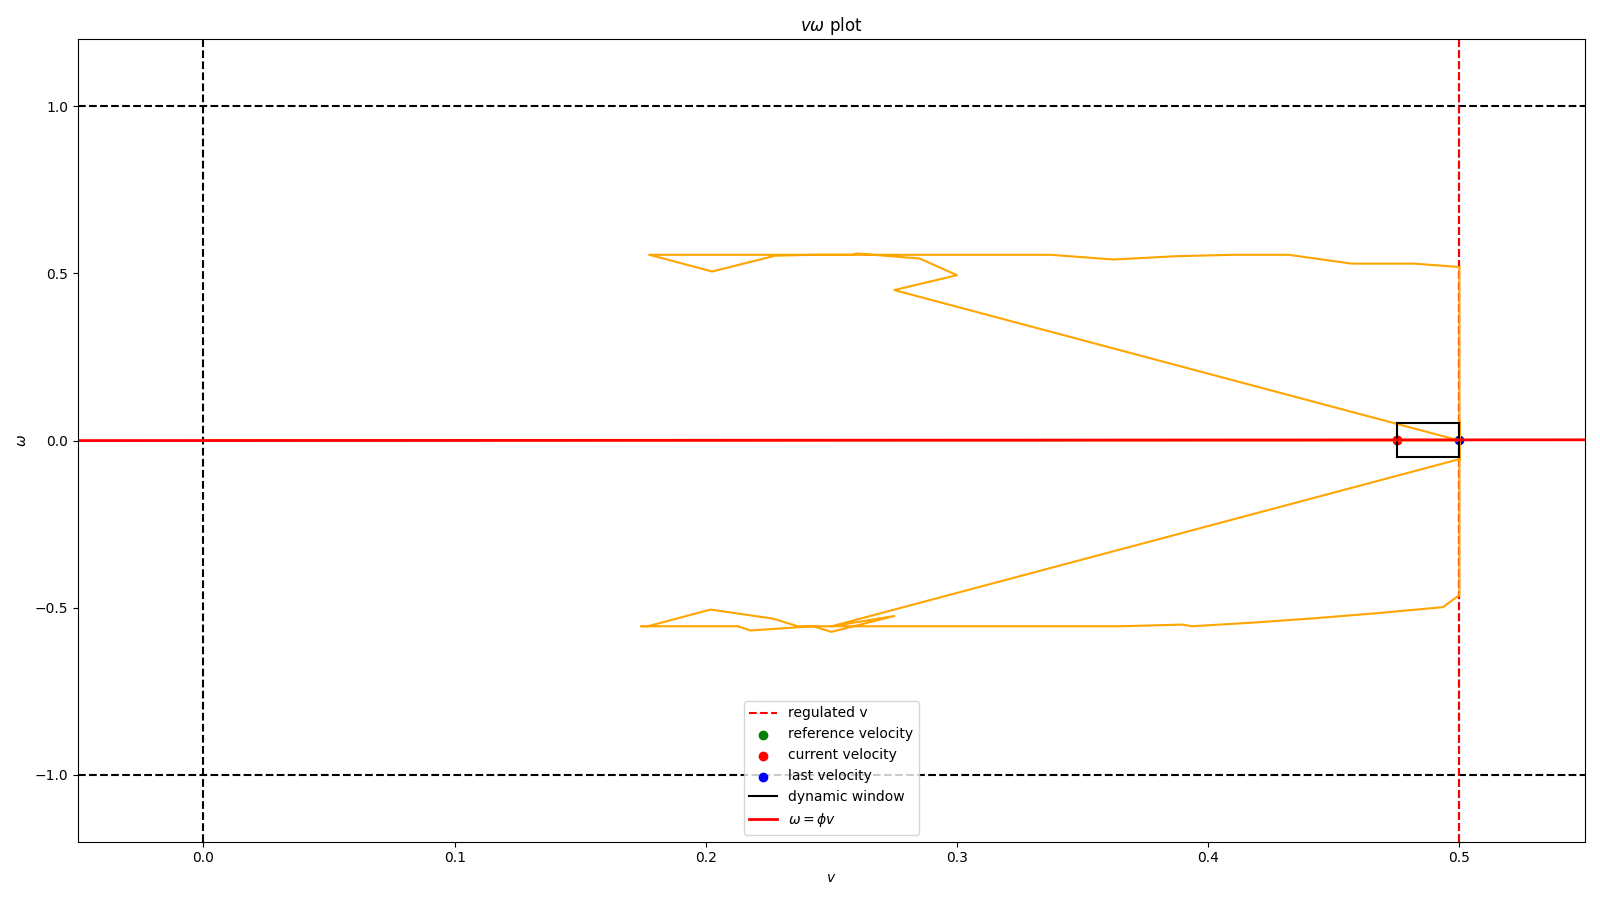 vω plot
1.0
0.5
0.0
−0.5
−1.0
ω
regulated v
reference velocity
current velocity
last velocity
dynamic window
ω = ϕv
0.0 0.1 0.2 0.3 0.4 0.5
v